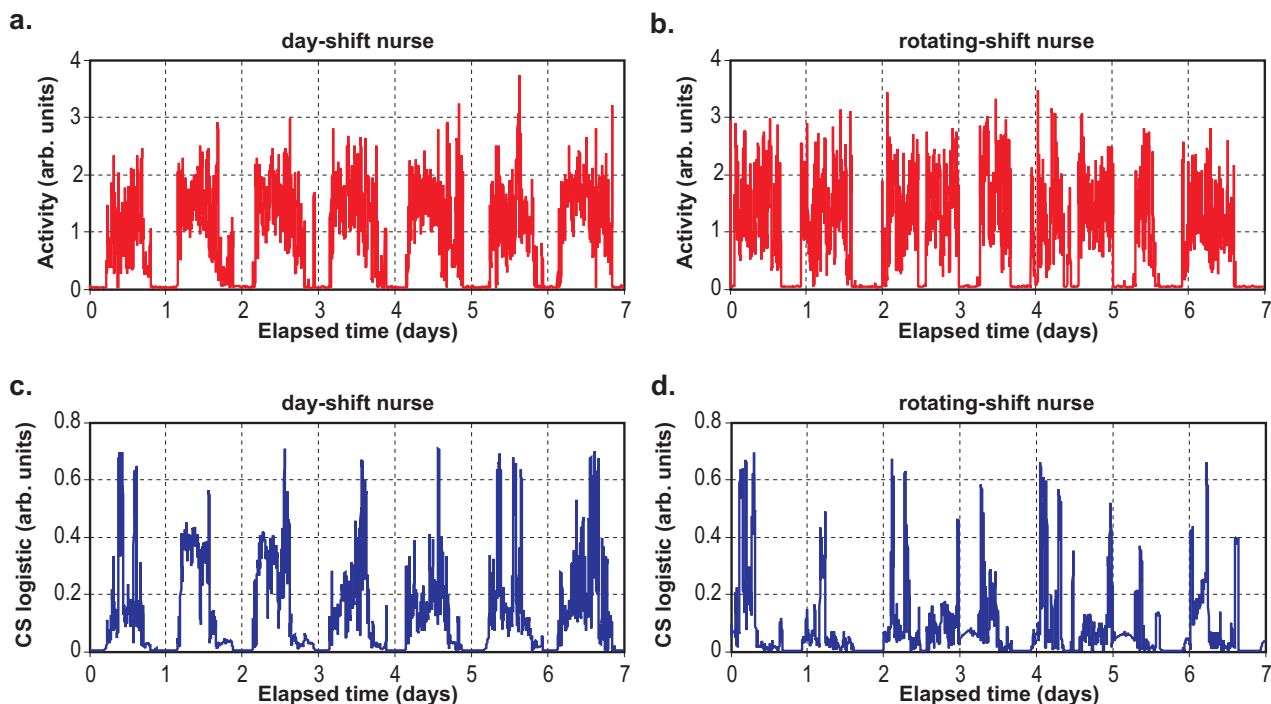 a.
day-shift nurse
Activity (arb. units)
4
3
2
1
0
0 1 2 3 4 5 6 7
Elapsed time (days)
b.
rotating-shift nurse
Activity (arb. units)
4
3
2
1
0
0 1 2 3 4 5 6 7
Elapsed time (days)
c.
day-shift nurse
CS logistic (arb. units)
0.8
0.6
0.4
0.2
0
0 1 2 3 4 5 6 7
Elapsed time (days)
d.
rotating-shift nurse
CS logistic (arb. units)
0.8
0.6
0.4
0.2
0
0 1 2 3 4 5 6 7
Elapsed time (days)